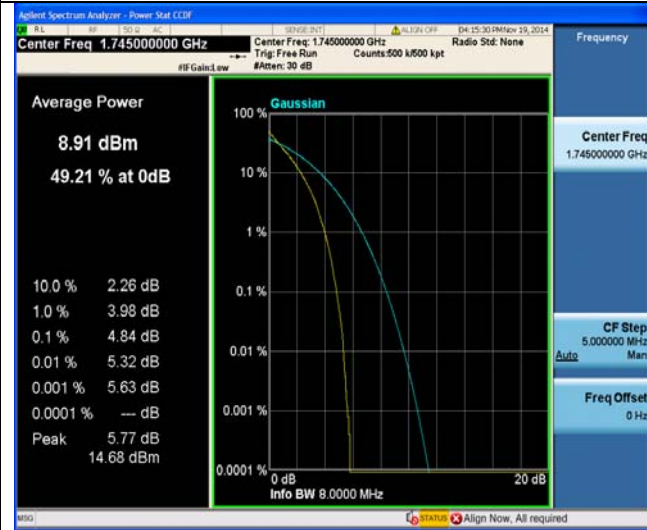 Agilent Spectrum Analyzer - Power Stat CCDF
RL RF 50 Ω AC SENSE:INT ALIGN OFF 04:15:30 PM Nov 19, 2014
Center Freq 1.745000000 GHz
Center Freq: 1.745000000 GHz Radio Std: None
Trig: Free Run Counts:500 k/500 kpt
#IFGain:Low #Atten: 30 dB
Frequency
Average Power
8.91 dBm
49.21 % at 0dB
10.0 % 2.26 dB
1.0 % 3.98 dB
0.1 % 4.84 dB
0.01 % 5.32 dB
0.001 % 5.63 dB
0.0001 % --- dB
Peak 5.77 dB
14.68 dBm
Gaussian
100 %
10 %
1 %
0.1 %
0.01 %
0.001 %
0.0001 %
0 dB 20 dB
Info BW 8.0000 MHz
Center Freq
1.745000000 GHz
CF Step
5.000000 MHz
Auto Man
Freq Offset
0 Hz
MSG STATUS Align Now, All required